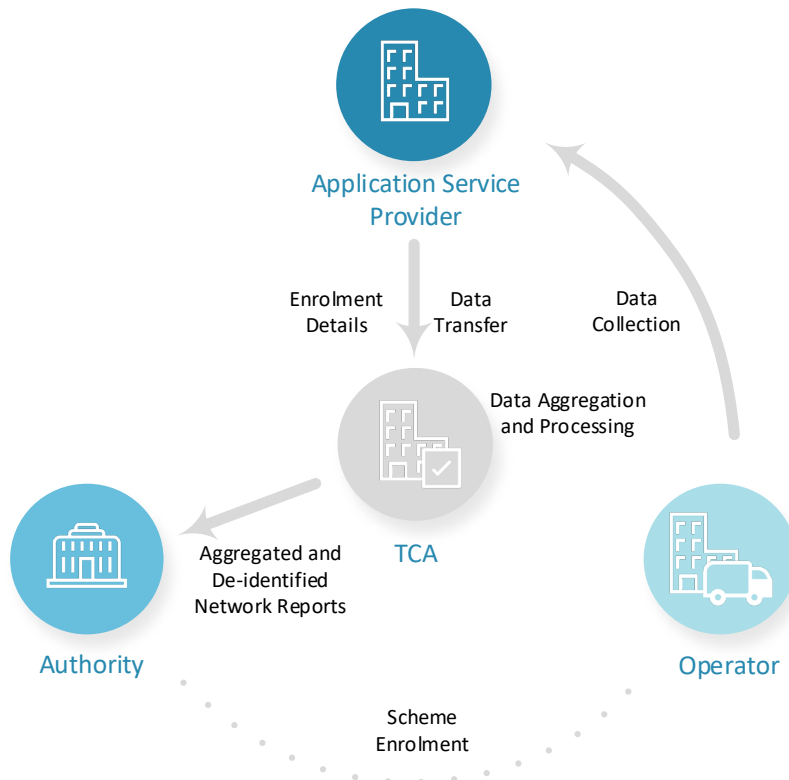 Application Service
Provider
Enrolment
Details
Data
Transfer
Data
Collection
Data Aggregation
and Processing
TCA
Aggregated and
De-identified
Network Reports
Authority
Operator
Scheme
Enrolment